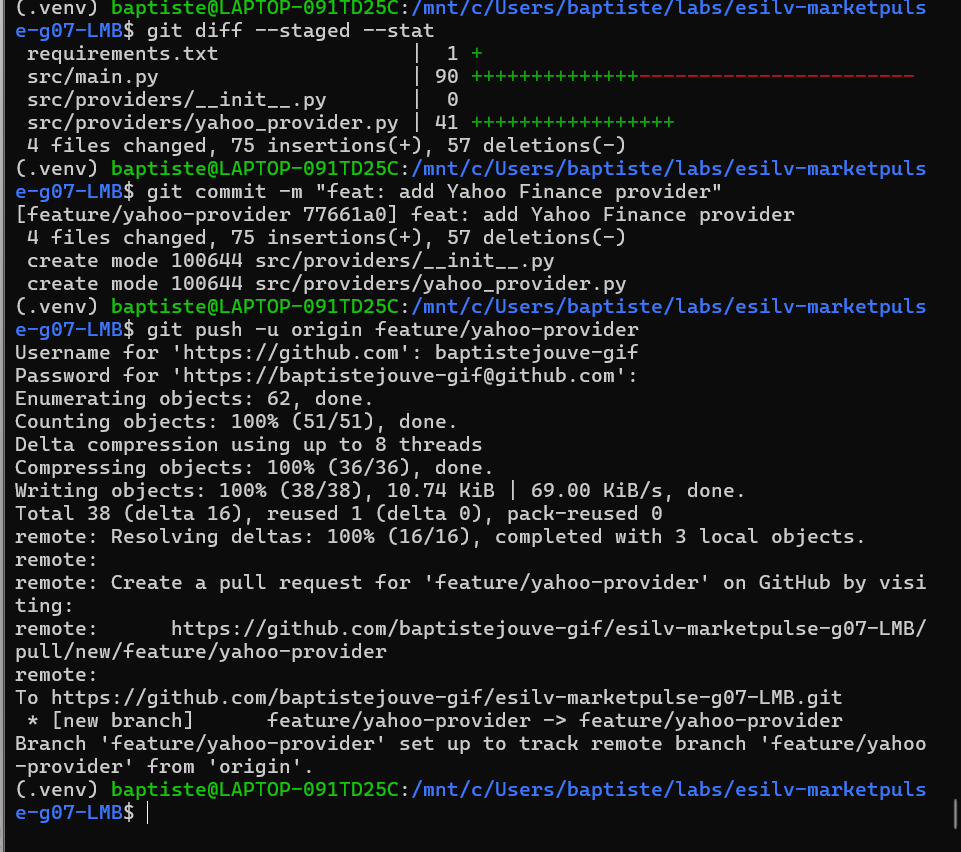 (.venv) baptiste@LAPTOP-091TD25C:/mnt/c/Users/baptiste/labs/esilv-marketpuls
e-g07-LMB$ git diff --staged --stat
 requirements.txt                |  1 +
 src/main.py                     | 90 ++++++++++++++-----------------------
 src/providers/__init__.py       |  0
 src/providers/yahoo_provider.py | 41 +++++++++++++++++
 4 files changed, 75 insertions(+), 57 deletions(-)
(.venv) baptiste@LAPTOP-091TD25C:/mnt/c/Users/baptiste/labs/esilv-marketpuls
e-g07-LMB$ git commit -m "feat: add Yahoo Finance provider"
[feature/yahoo-provider 77661a0] feat: add Yahoo Finance provider
 4 files changed, 75 insertions(+), 57 deletions(-)
 create mode 100644 src/providers/__init__.py
 create mode 100644 src/providers/yahoo_provider.py
(.venv) baptiste@LAPTOP-091TD25C:/mnt/c/Users/baptiste/labs/esilv-marketpuls
e-g07-LMB$ git push -u origin feature/yahoo-provider
Username for 'https://github.com': baptistejouve-gif
Password for 'https://baptistejouve-gif@github.com':
Enumerating objects: 62, done.
Counting objects: 100% (51/51), done.
Delta compression using up to 8 threads
Compressing objects: 100% (36/36), done.
Writing objects: 100% (38/38), 10.74 KiB | 69.00 KiB/s, done.
Total 38 (delta 16), reused 1 (delta 0), pack-reused 0
remote: Resolving deltas: 100% (16/16), completed with 3 local objects.
remote:
remote: Create a pull request for 'feature/yahoo-provider' on GitHub by visi
ting:
remote:      https://github.com/baptistejouve-gif/esilv-marketpulse-g07-LMB/
pull/new/feature/yahoo-provider
remote:
To https://github.com/baptistejouve-gif/esilv-marketpulse-g07-LMB.git
 * [new branch]      feature/yahoo-provider -> feature/yahoo-provider
Branch 'feature/yahoo-provider' set up to track remote branch 'feature/yahoo
-provider' from 'origin'.
(.venv) baptiste@LAPTOP-091TD25C:/mnt/c/Users/baptiste/labs/esilv-marketpuls
e-g07-LMB$